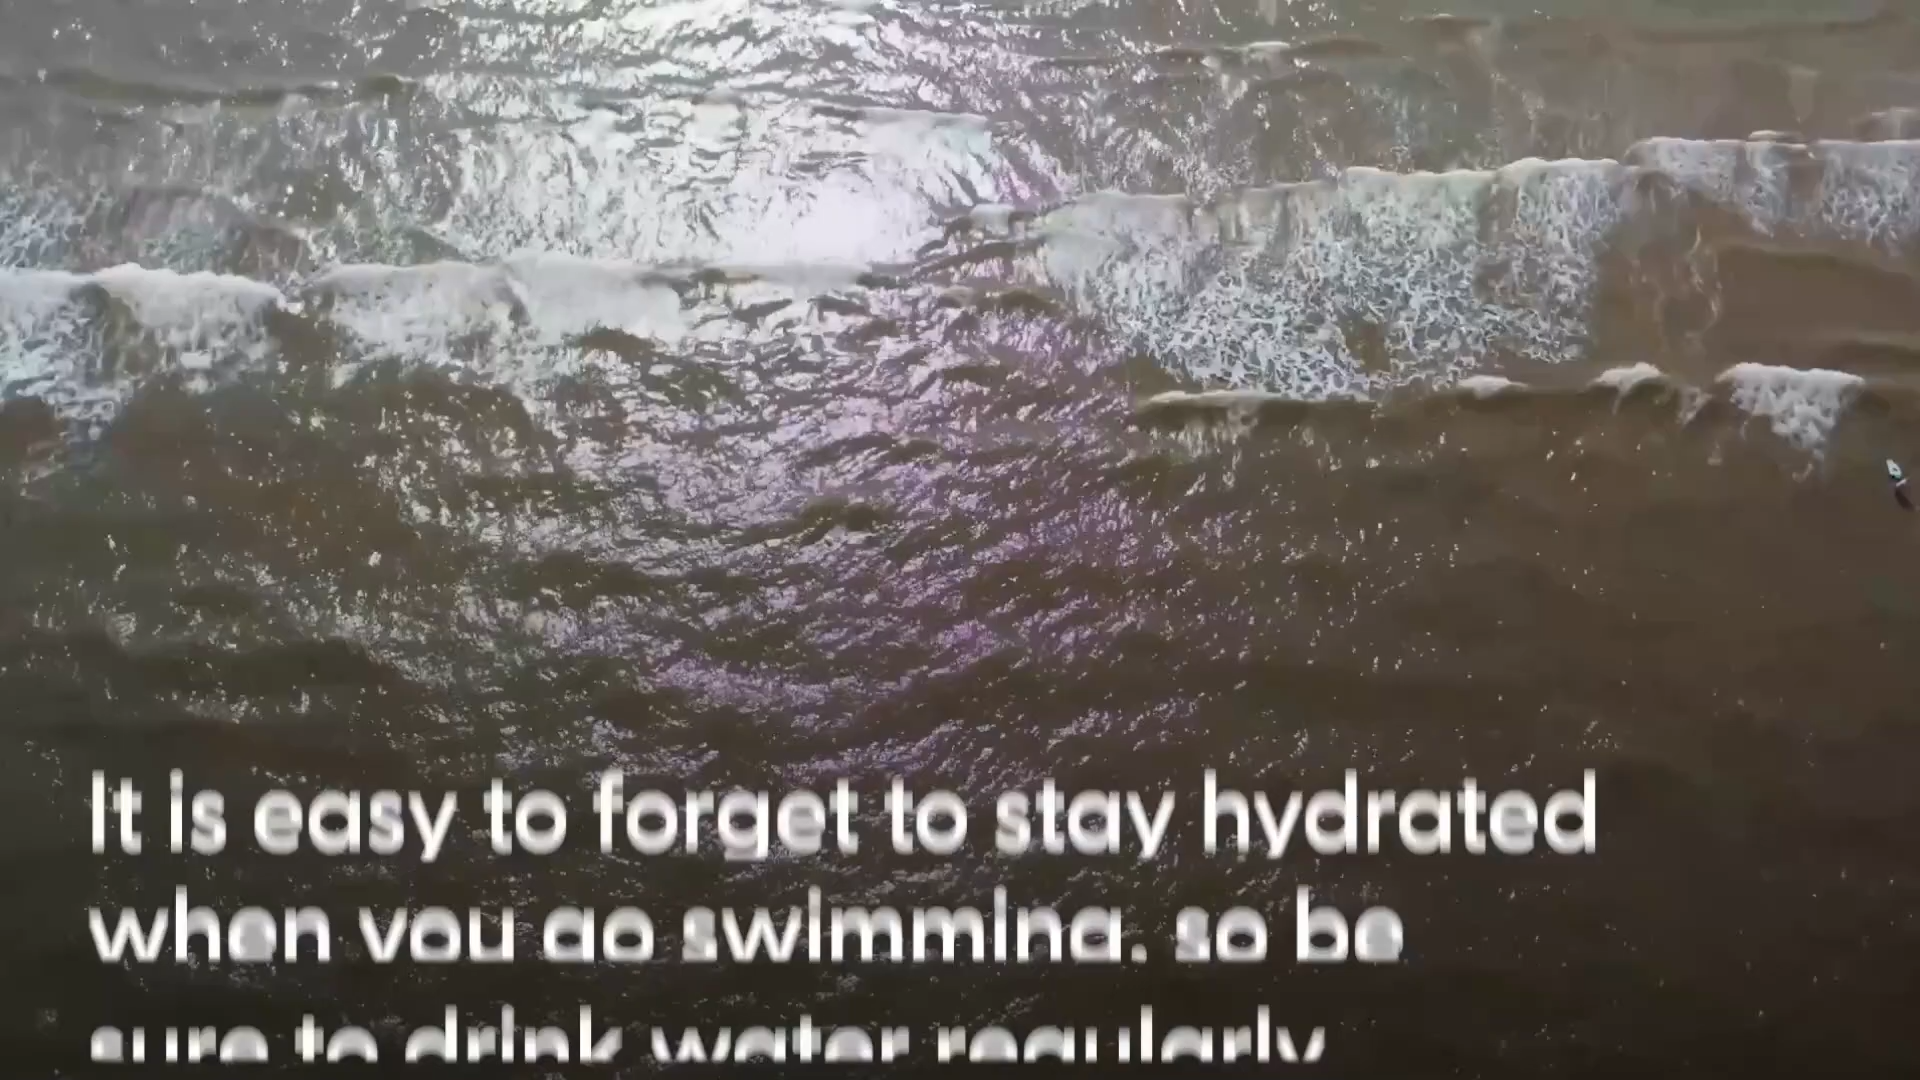 It is easy to forget to stay hydrated
when you go swimming, so be
sure to drink water regularly